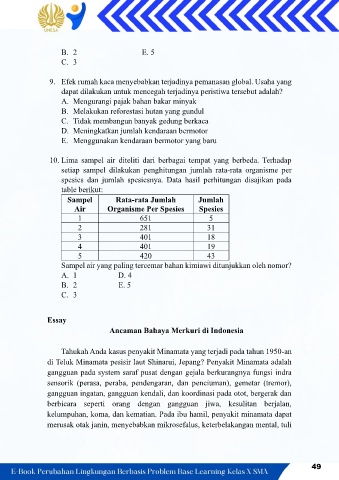 UNESA
B. 2 E. 5
C. 3
9. Efek rumah kaca menyebabkan terjadinya pemanasan global. Usaha yang
dapat dilakukan untuk mencegah terjadinya peristiwa tersebut adalah?
A. Mengurangi pajak bahan bakar minyak
B. Melakukan reforestasi hutan yang gundul
C. Tidak membangun banyak gedung berkaca
D. Meningkatkan jumlah kendaraan bermotor
E. Menggunakan kendaraan bermotor yang baru
10. Lima sampel air diteliti dari berbagai tempat yang berbeda. Terhadap
setiap sampel dilakukan penghitungan jumlah rata-rata organisme per
spesies dan jumlah spesiesnya. Data hasil perhitungan disajikan pada
table berikut:
Sampel Rata-rata Jumlah Jumlah
Air Organisme Per Spesies Spesies
1 651 5
2 281 31
3 401 18
4 401 19
5 420 43
Sampel air yang paling tercemar bahan kimiawi ditunjukkan oleh nomor?
A. 1 D. 4
B. 2 E. 5
C. 3
Essay
Ancaman Bahaya Merkuri di Indonesia
Tahukah Anda kasus penyakit Minamata yang terjadi pada tahun 1950-an
di Teluk Minamata pesisir laut Shinarui, Jepang? Penyakit Minamata adalah
gangguan pada system saraf pusat dengan gejala berkurangnya fungsi indra
sensorik (perasa, peraba, pendengaran, dan penciuman), gemetar (tremor),
gangguan ingatan, gangguan kendali, dan koordinasi pada otot, bergerak dan
berbicara seperti orang dengan gangguan jiwa, kesulitan berjalan,
kelumpuhan, koma, dan kematian. Pada ibu hamil, penyakit minamata dapat
merusak otak janin, menyebabkan mikrosefalus, keterbelakangan mental, tuli
49
E-Book Perubahan Lingkungan Berbasis Problem Base Learning Kelas X SMA